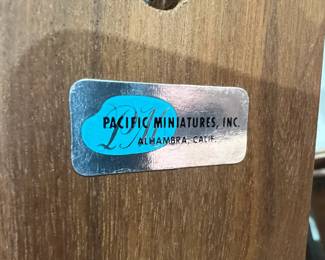 PM
PACIFIC MINIATURES, INC.
ALHAMBRA, CALIF.